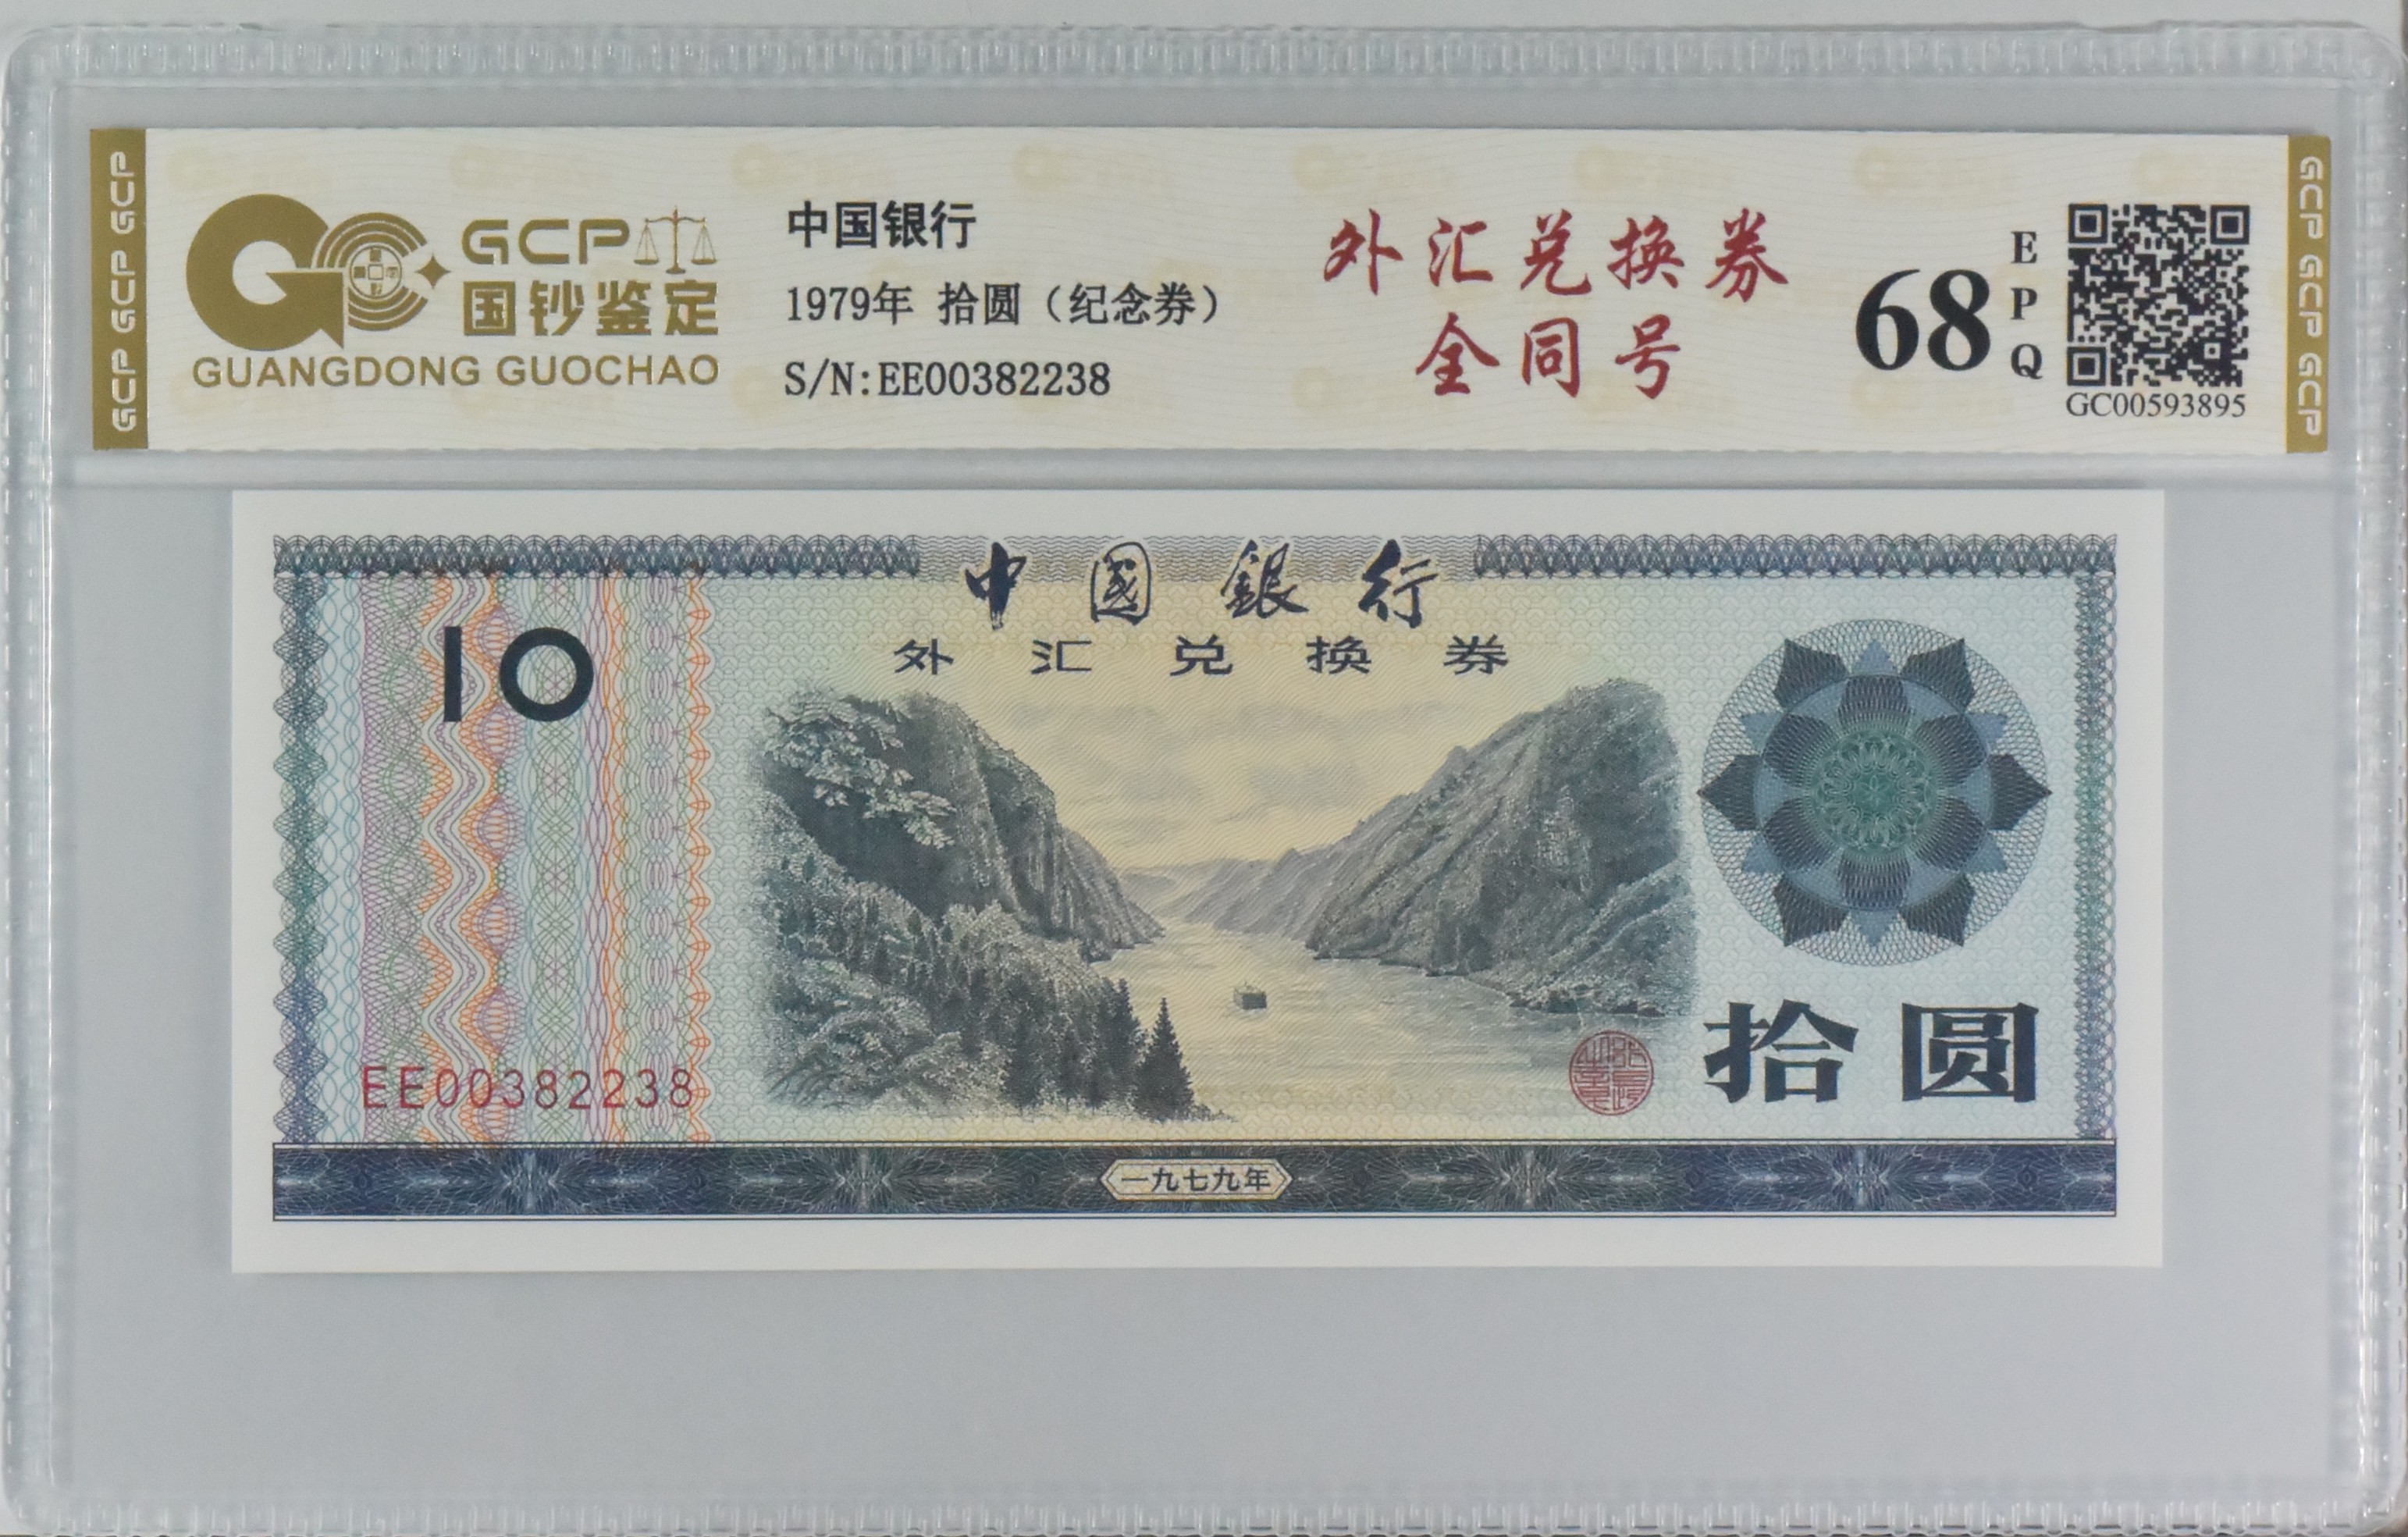 GCP GCP GCP
GCP
国钞鉴定
GUANGDONG GUOCHAO
中国银行
1979年 拾圆（纪念券）
S/N:EE00382238
外汇兑换券
全同号
68
EPQ
GC00593895
GCP GCP GCP
中國銀行
外汇兑换券
10
EE00382238
拾圆
一九七九年